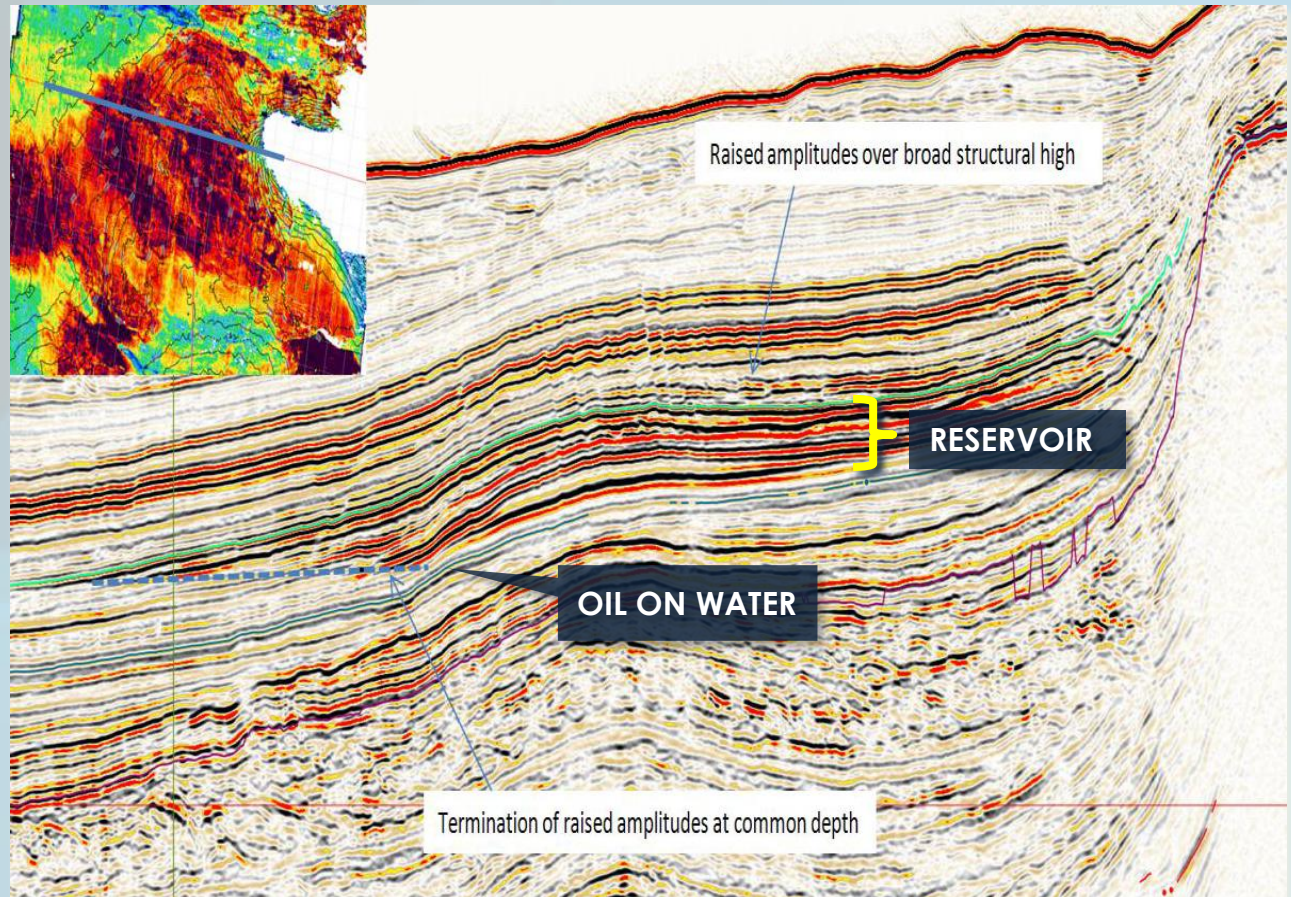 Raised amplitudes over broad structural high
RESERVOIR
OIL ON WATER
Termination of raised amplitudes at common depth